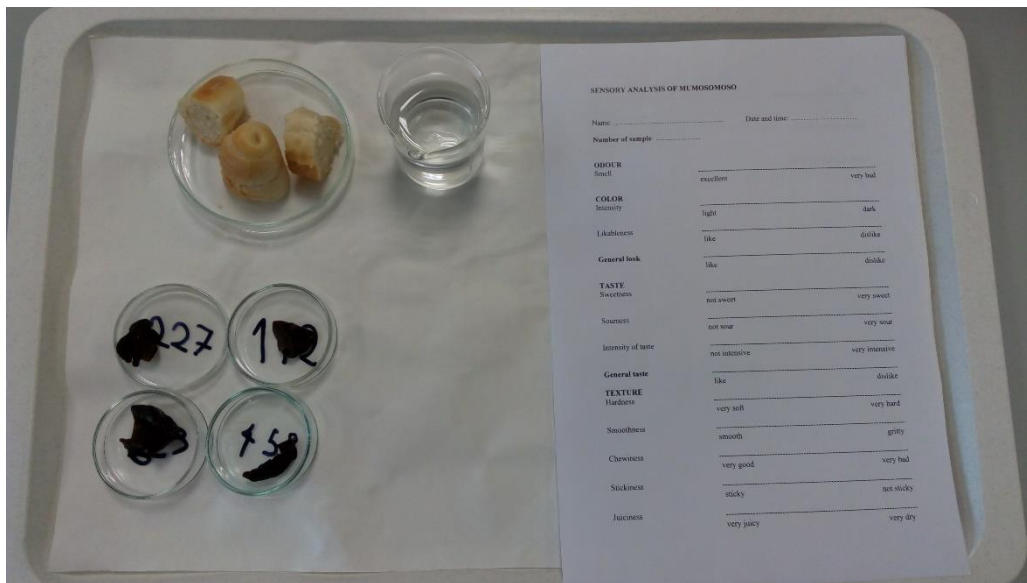 SENSORY ANALYSIS OF MUMOSOMOSO
Name: Date and time:
Number of sample
ODOUR
Smell
excellent very bad
COLOR
Intensity
light dark
Likableness
like dislike
General look
like dislike
TASTE
Sweetness
not sweet very sweet
Sourness
not sour very sour
Intensity of taste
not intensive very intensive
General taste
like dislike
TEXTURE
Hardness
very soft very hard
Smoothness
smooth gritty
Chewiness
very good very bad
Stickiness
sticky not sticky
Juiciness
very juicy very dry
227